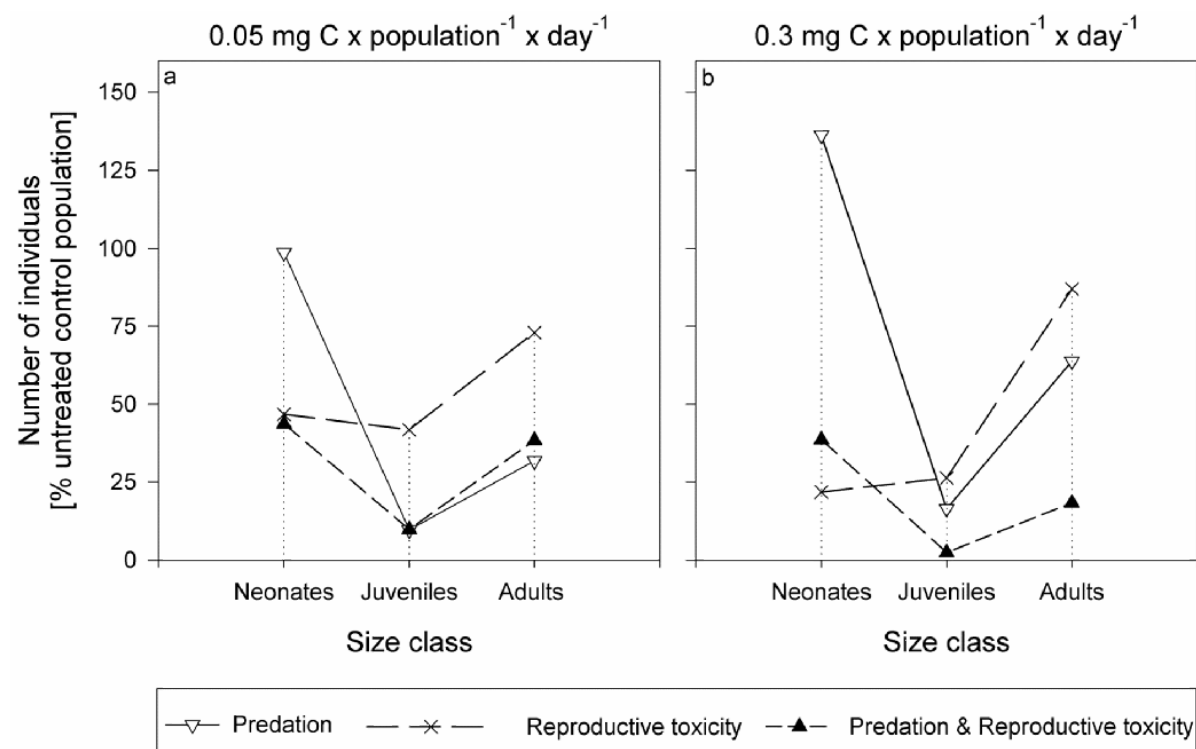 0.05 mg C x population⁻¹ x day⁻¹
0.3 mg C x population⁻¹ x day⁻¹
a
b
Number of individuals
[% untreated control population]
150
125
100
75
50
25
0
Neonates Juveniles Adults
Neonates Juveniles Adults
Size class
Size class
Predation
Reproductive toxicity
Predation & Reproductive toxicity